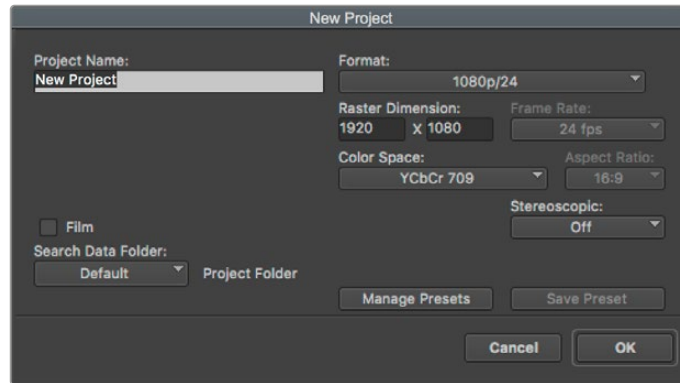 New Project
Project Name:
New Project
Format:
1080p/24
Raster Dimension:
Frame Rate:
1920 X 1080
24 fps
Color Space:
Aspect Ratio:
YCbCr 709
16:9
Stereoscopic:
Off
Film
Search Data Folder:
Default
Project Folder
Manage Presets
Save Preset
Cancel
OK